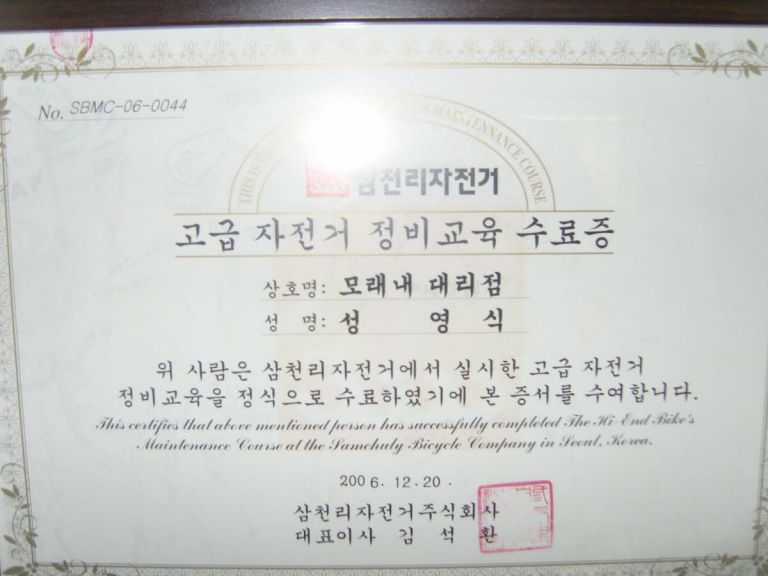 No. SBMC-06-0044
THIS IS MAINTENNANCE COURSE
삼천리자전거
고급 자전거 정비교육 수료증
상호명: 모래내 대리점
성 명: 성 영 식
위 사람은 삼천리자전거에서 실시한 고급 자전거
정비교육을 정식으로 수료하였기에 본 증서를 수여합니다.
This certifies that above mentioned person has successfully completed The Hi-End Bike's
Maintenance Course at the Samchuly Bicycle Company in Seoul, Korea.
2006. 12. 20.
삼천리자전거주식회사
대표이사 김 석 환